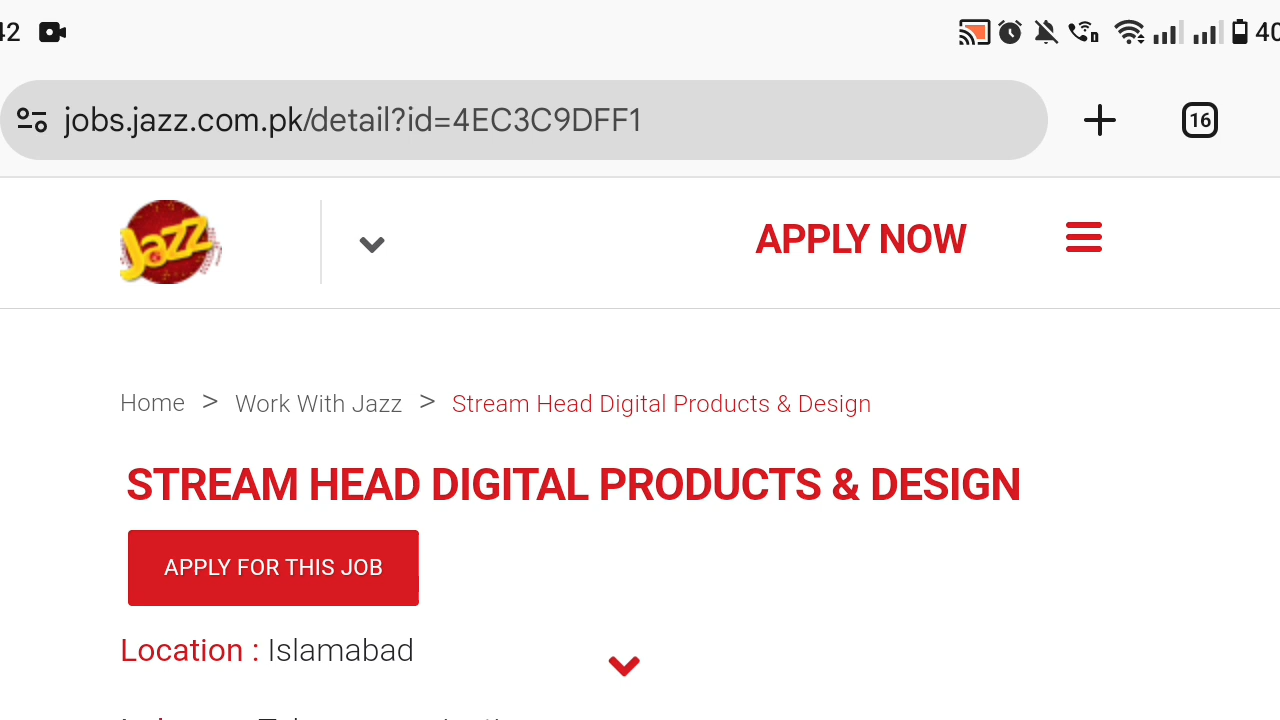 42
40
jobs.jazz.com.pk/detail?id=4EC3C9DFF1
16
Jazz
APPLY NOW
Home > Work With Jazz > Stream Head Digital Products & Design
STREAM HEAD DIGITAL PRODUCTS & DESIGN
APPLY FOR THIS JOB
Location : Islamabad